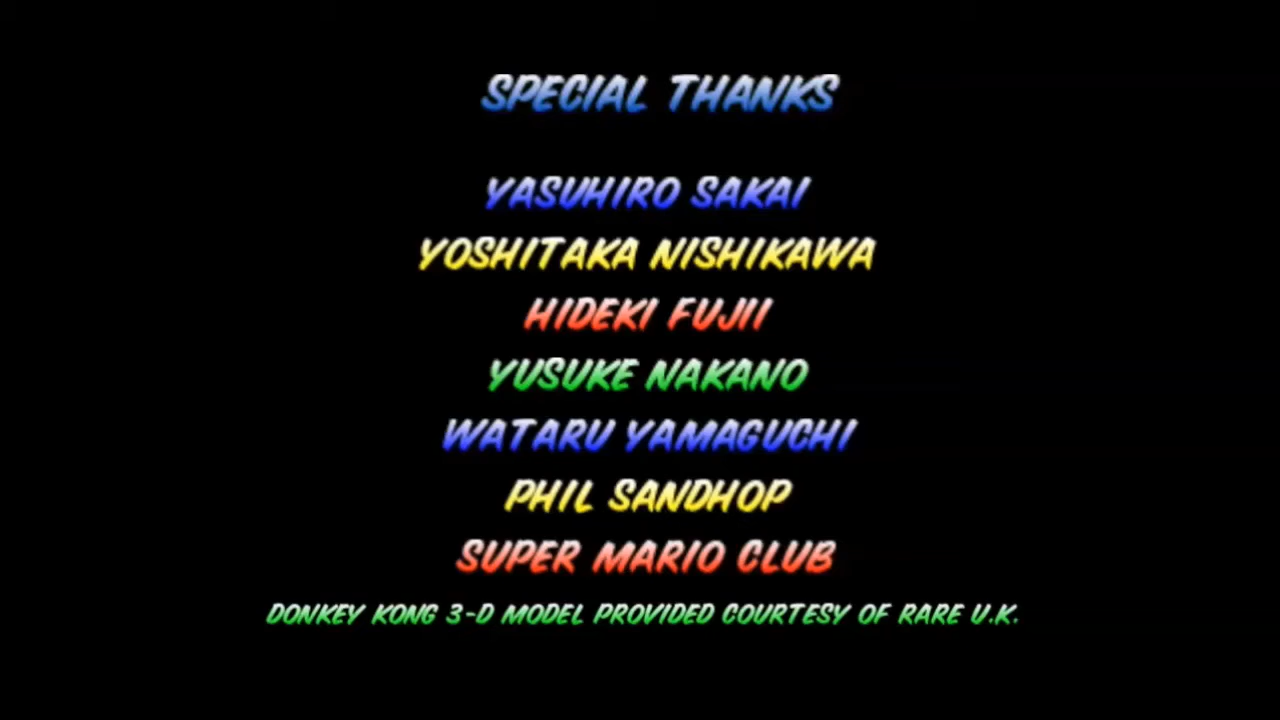 SPECIAL THANKS
YASUHIRO SAKAI
YOSHITAKA NISHIKAWA
HIDEKI FUJII
YUSUKE NAKANO
WATARU YAMAGUCHI
PHIL SANDHOP
SUPER MARIO CLUB
DONKEY KONG 3-D MODEL PROVIDED COURTESY OF RARE U.K.